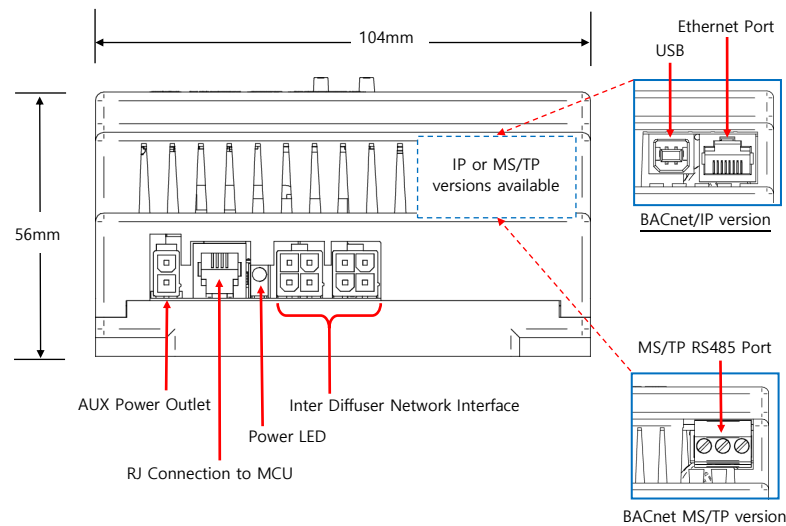 104mm
Ethernet Port
USB
IP or MS/TP
versions available
BACnet/IP version
56mm
MS/TP RS485 Port
AUX Power Outlet
Inter Diffuser Network Interface
Power LED
RJ Connection to MCU
BACnet MS/TP version